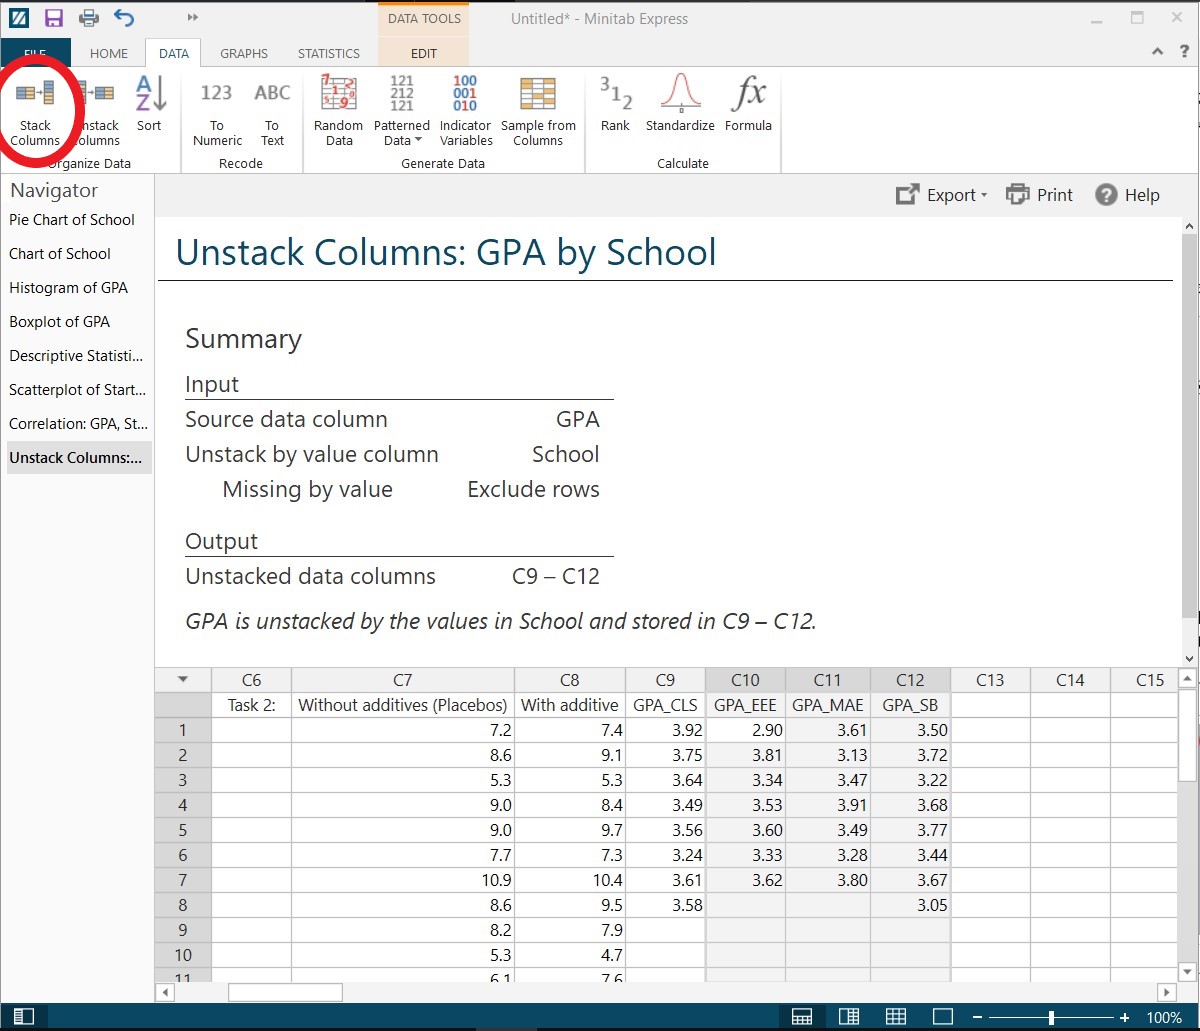 DATA TOOLS
Untitled* - Minitab Express
FILE HOME DATA GRAPHS STATISTICS EDIT ?
Stack Columns
Unstack Columns
Sort
123 To Numeric
ABC To Text
Random Data
121 212 121 Patterned Data
100 001 010 Indicator Variables
Sample from Columns
312 Rank
Standardize
fx Formula
Organize Data Recode Generate Data Calculate
Navigator
Pie Chart of School
Chart of School
Histogram of GPA
Boxplot of GPA
Descriptive Statisti...
Scatterplot of Start...
Correlation: GPA, St...
Unstack Columns:...
Export Print ? Help
Unstack Columns: GPA by School
Summary
Input
Source data column GPA
Unstack by value column School
Missing by value Exclude rows
Output
Unstacked data columns C9 – C12
GPA is unstacked by the values in School and stored in C9 – C12.
C6 C7 C8 C9 C10 C11 C12 C13 C14 C15
Task 2: Without additives (Placebos) With additive GPA_CLS GPA_EEE GPA_MAE GPA_SB
1 7.2 7.4 3.92 2.90 3.61 3.50
2 8.6 9.1 3.75 3.81 3.13 3.72
3 5.3 5.3 3.64 3.34 3.47 3.22
4 9.0 8.4 3.49 3.53 3.91 3.68
5 9.0 9.7 3.56 3.60 3.49 3.77
6 7.7 7.3 3.24 3.33 3.28 3.44
7 10.9 10.4 3.61 3.62 3.80 3.67
8 8.6 9.5 3.58 3.05
9 8.2 7.9
10 5.3 4.7
11 6.1 7.6
100%